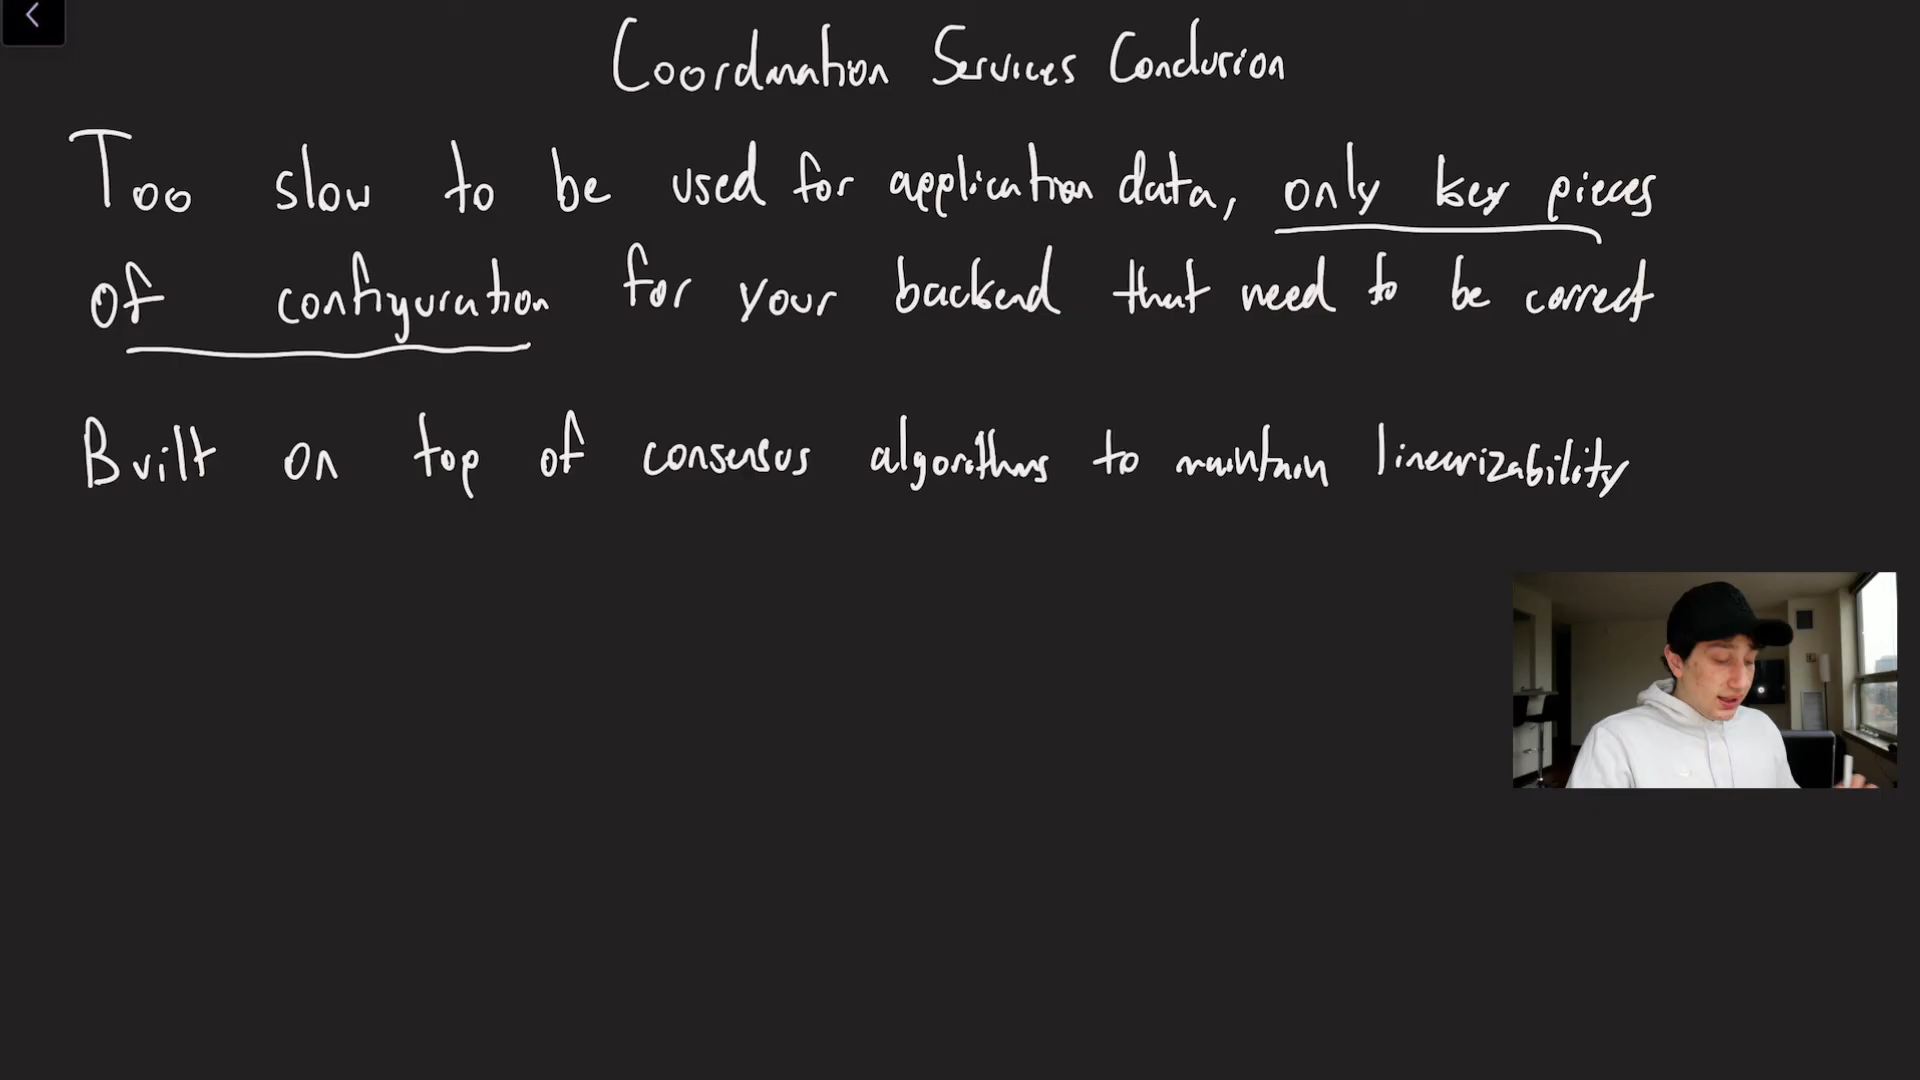 Coordination Services Conclusion
Too slow to be used for application data, only key pieces
of configuration for your backend that need to be correct
Built on top of consensus algorithms to maintain linearizability